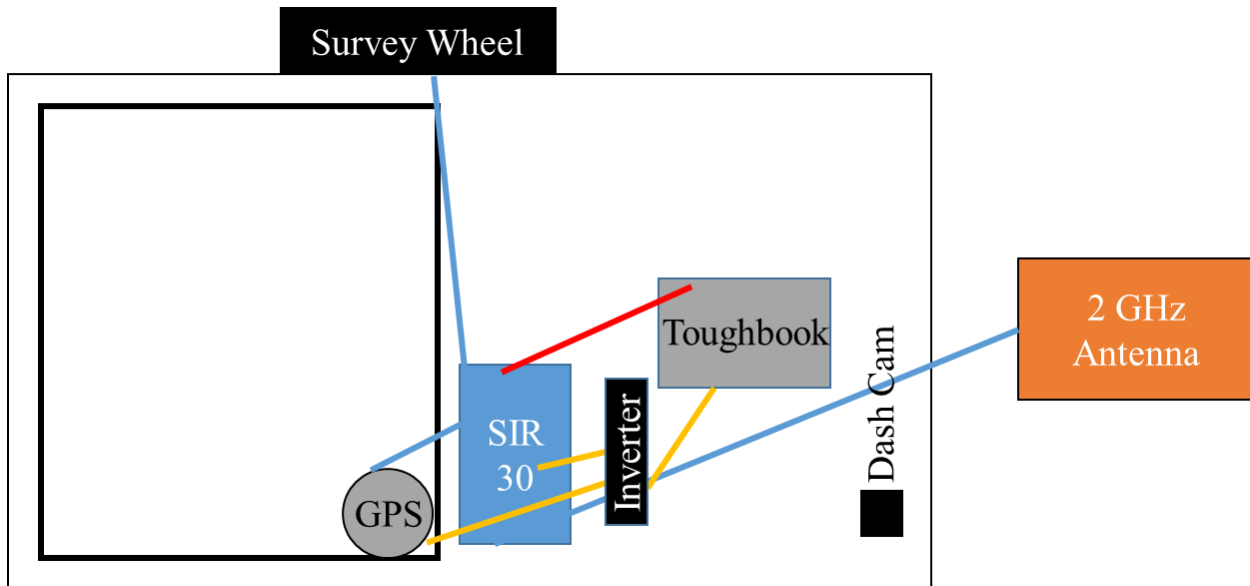 Survey Wheel
2 GHz
Antenna
Toughbook
Dash Cam
SIR
30
Inverter
GPS